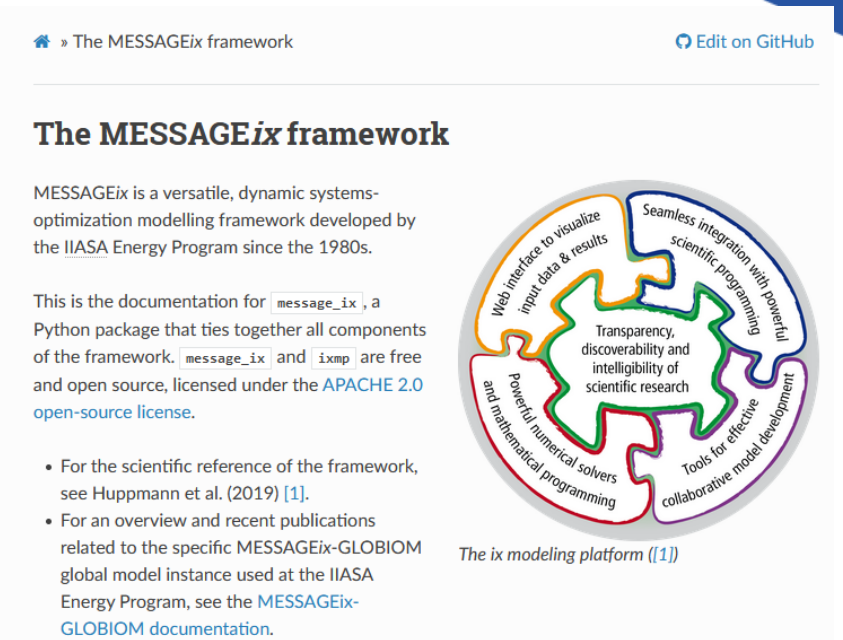 » The MESSAGEix framework
Edit on GitHub
The MESSAGEix framework
MESSAGEix is a versatile, dynamic systems-
optimization modelling framework developed by
the IIASA Energy Program since the 1980s.
This is the documentation for message_ix, a
Python package that ties together all components
of the framework. message_ix and ixmp are free
and open source, licensed under the APACHE 2.0
open-source license.
• For the scientific reference of the framework,
see Huppmann et al. (2019) [1].
• For an overview and recent publications
related to the specific MESSAGEix-GLOBIOM
global model instance used at the IIASA
Energy Program, see the MESSAGEix-
GLOBIOM documentation.
Web interface to visualize
input data & results
Seamless integration with powerful
scientific programming
Transparency,
discoverability and
intelligibility of
scientific research
Powerful numerical solvers
and mathematical programming
Tools for effective
collaborative model development
The ix modeling platform ([1])